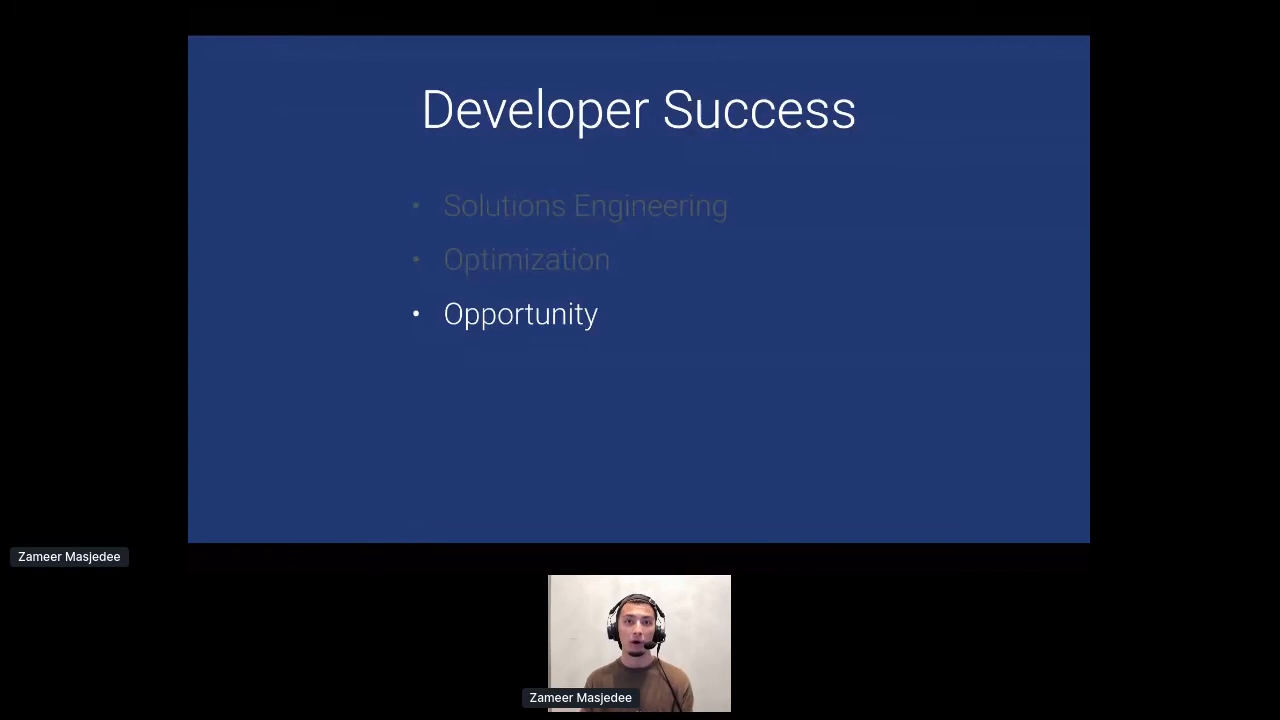 Developer Success
• Solutions Engineering
• Optimization
• Opportunity
Zameer Masjedee
Zameer Masjedee